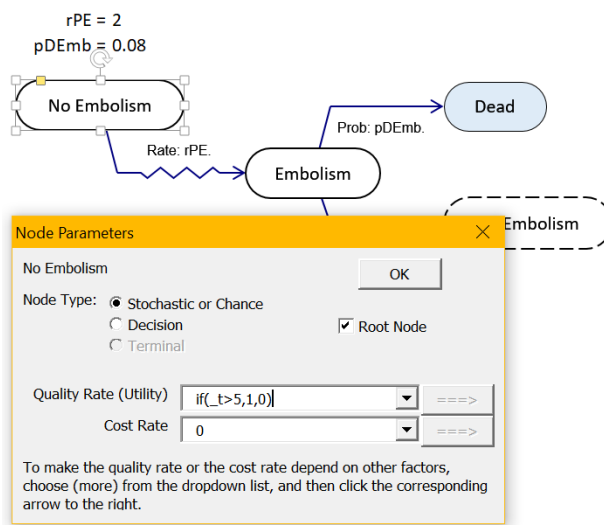 rPE = 2
pDEmb = 0.08
No Embolism
Dead
Prob: pDEmb.
Rate: rPE.
Embolism
Embolism
Node Parameters
No Embolism
OK
Node Type:
Stochastic or Chance
Decision
Root Node
Terminal
Quality Rate (Utility)
if(_t>5,1,0)
===>
Cost Rate
0
===>
To make the quality rate or the cost rate depend on other factors,
choose (more) from the dropdown list, and then click the corresponding
arrow to the right.